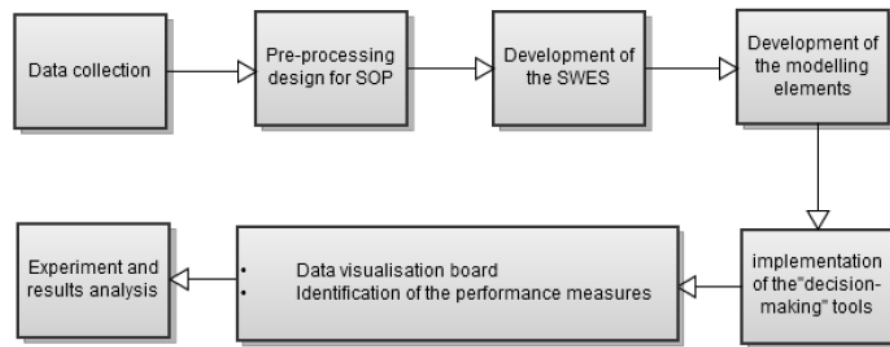 Data collection
Pre-processing
design for SOP
Development of
the SWES
Development of
the modelling
elements
implementation
of the"decision-
making" tools
• Data visualisation board
• Identification of the performance measures
Experiment and
results analysis